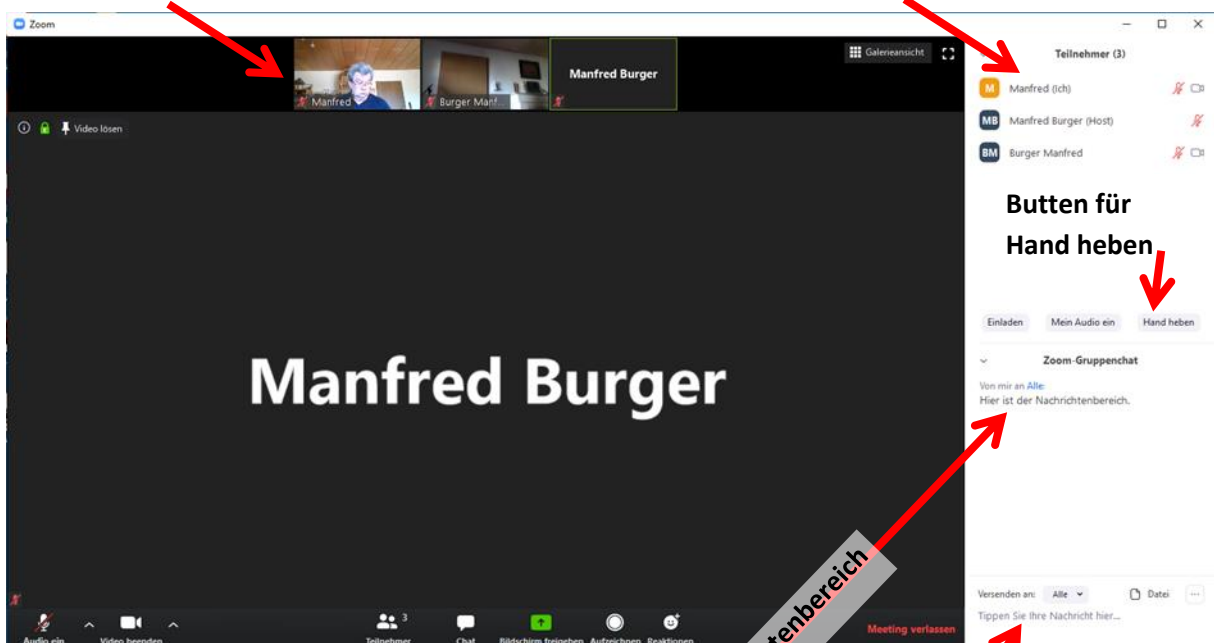 Zoom
Manfred
Burger Manf...
Manfred Burger
Galerieansicht
Video lösen
Manfred Burger
Audio ein
Video beenden
3
Teilnehmer
Chat
Bildschirm freigeben
Aufzeichnen
Reaktionen
Meeting verlassen
Teilnehmer (3)
M Manfred (Ich)
MB Manfred Burger (Host)
BM Burger Manfred
Butten für
Hand heben
Einladen
Mein Audio ein
Hand heben
Zoom-Gruppenchat
Von mir an Alle:
Hier ist der Nachrichtenbereich.
tenbereich
Versenden an: Alle
Datei
Tippen Sie Ihre Nachricht hier...